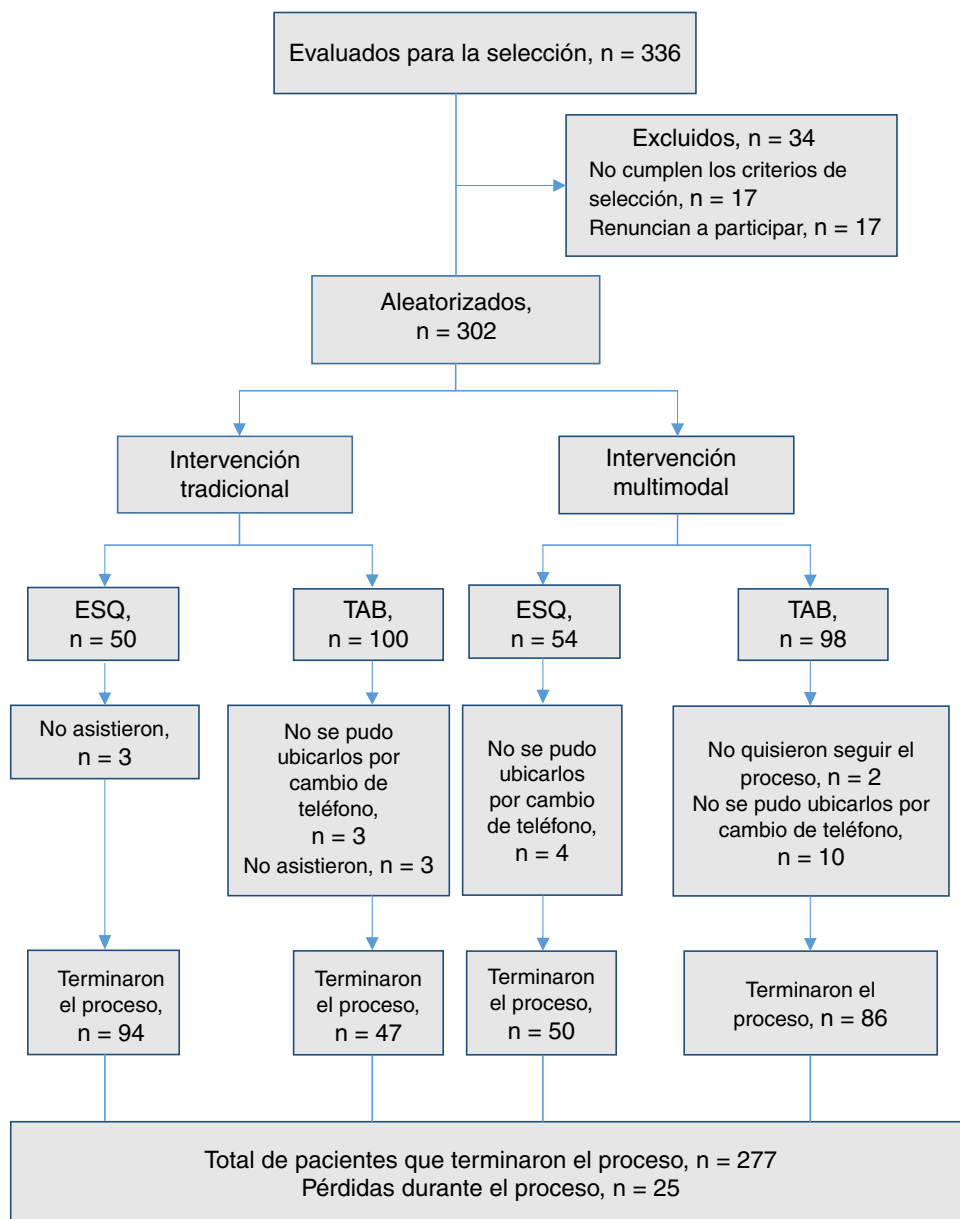 Evaluados para la selección, n = 336
Excluidos, n = 34
No cumplen los criterios de
selección, n = 17
Renuncian a participar, n = 17
Aleatorizados,
n = 302
Intervención
tradicional
Intervención
multimodal
ESQ,
n = 50
TAB,
n = 100
ESQ,
n = 54
TAB,
n = 98
No asistieron,
n = 3
No se pudo
ubicarlos por
cambio de
teléfono,
n = 3
No asistieron, n = 3
No se pudo
ubicarlos
por cambio
de teléfono,
n = 4
No quisieron seguir el
proceso, n = 2
No se pudo ubicarlos por
cambio de teléfono,
n = 10
Terminaron
el proceso,
n = 94
Terminaron
el proceso,
n = 47
Terminaron
el proceso,
n = 50
Terminaron el
proceso, n = 86
Total de pacientes que terminaron el proceso, n = 277
Pérdidas durante el proceso, n = 25